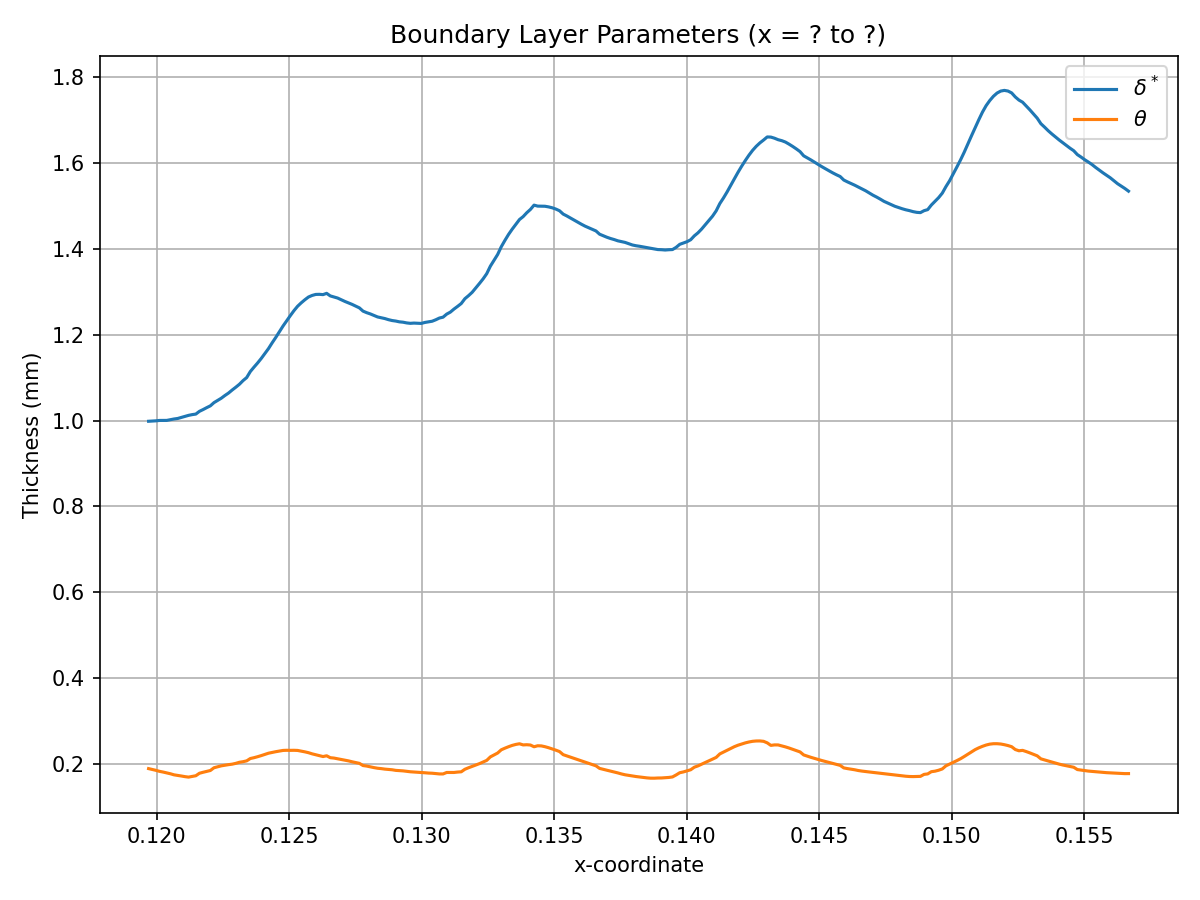 Boundary Layer Parameters (x = ? to ?)
δ*
θ
Thickness (mm)
1.8
1.6
1.4
1.2
1.0
0.8
0.6
0.4
0.2
0.120 0.125 0.130 0.135 0.140 0.145 0.150 0.155
x-coordinate